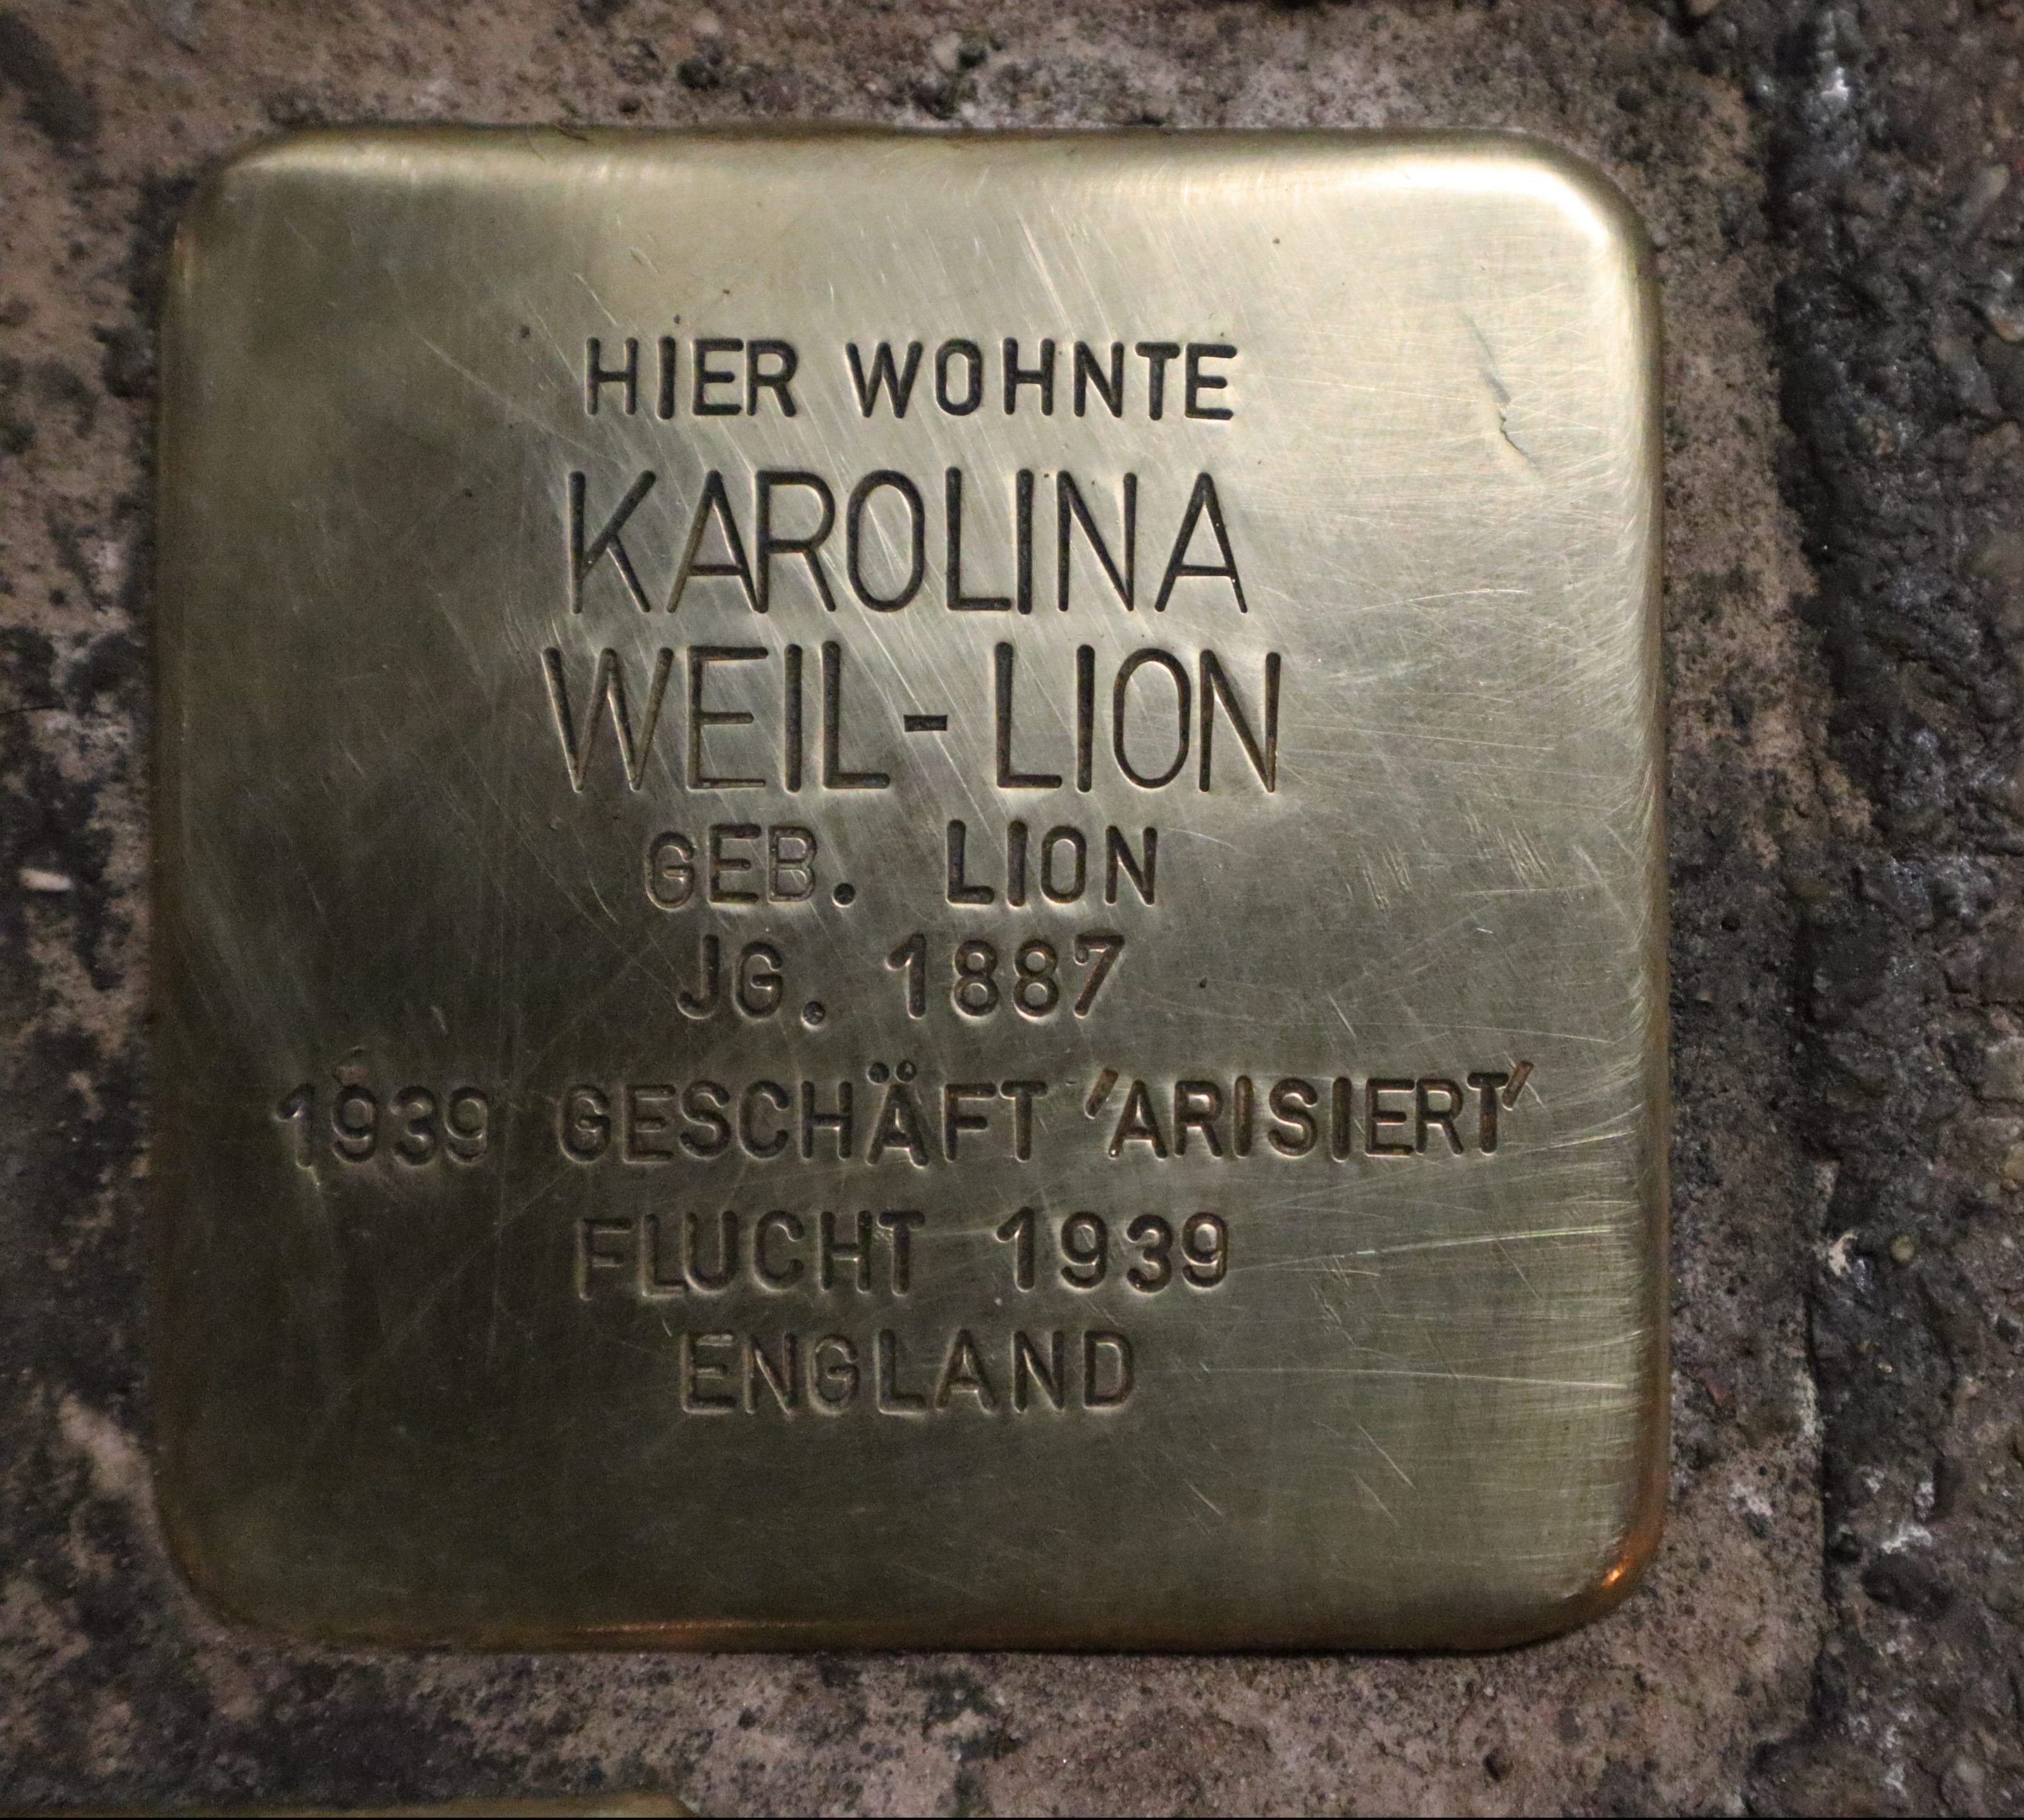 HIER WOHNTE
KAROLINA
WEIL-LION
GEB. LION
JG. 1887
1939 GESCHÄFT 'ARISIERT'
FLUCHT 1939
ENGLAND